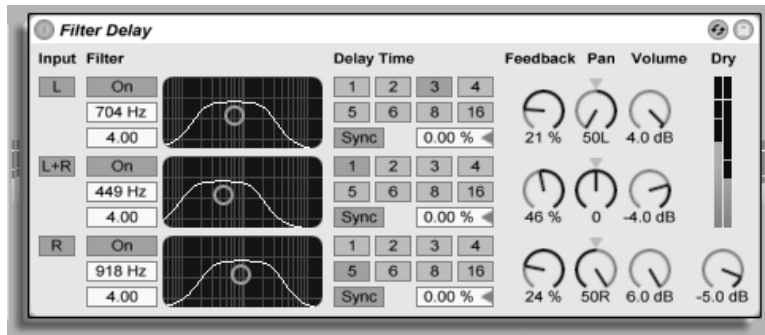 Filter Delay
Input Filter Delay Time Feedback Pan Volume Dry
L On 1 2 3 4
704 Hz 5 6 8 16
4.00 Sync 0.00 % 21 % 50L 4.0 dB
L+R On 1 2 3 4
449 Hz 5 6 8 16
4.00 Sync 0.00 % 46 % 0 -4.0 dB
R On 1 2 3 4
918 Hz 5 6 8 16
4.00 Sync 0.00 % 24 % 50R 6.0 dB -5.0 dB